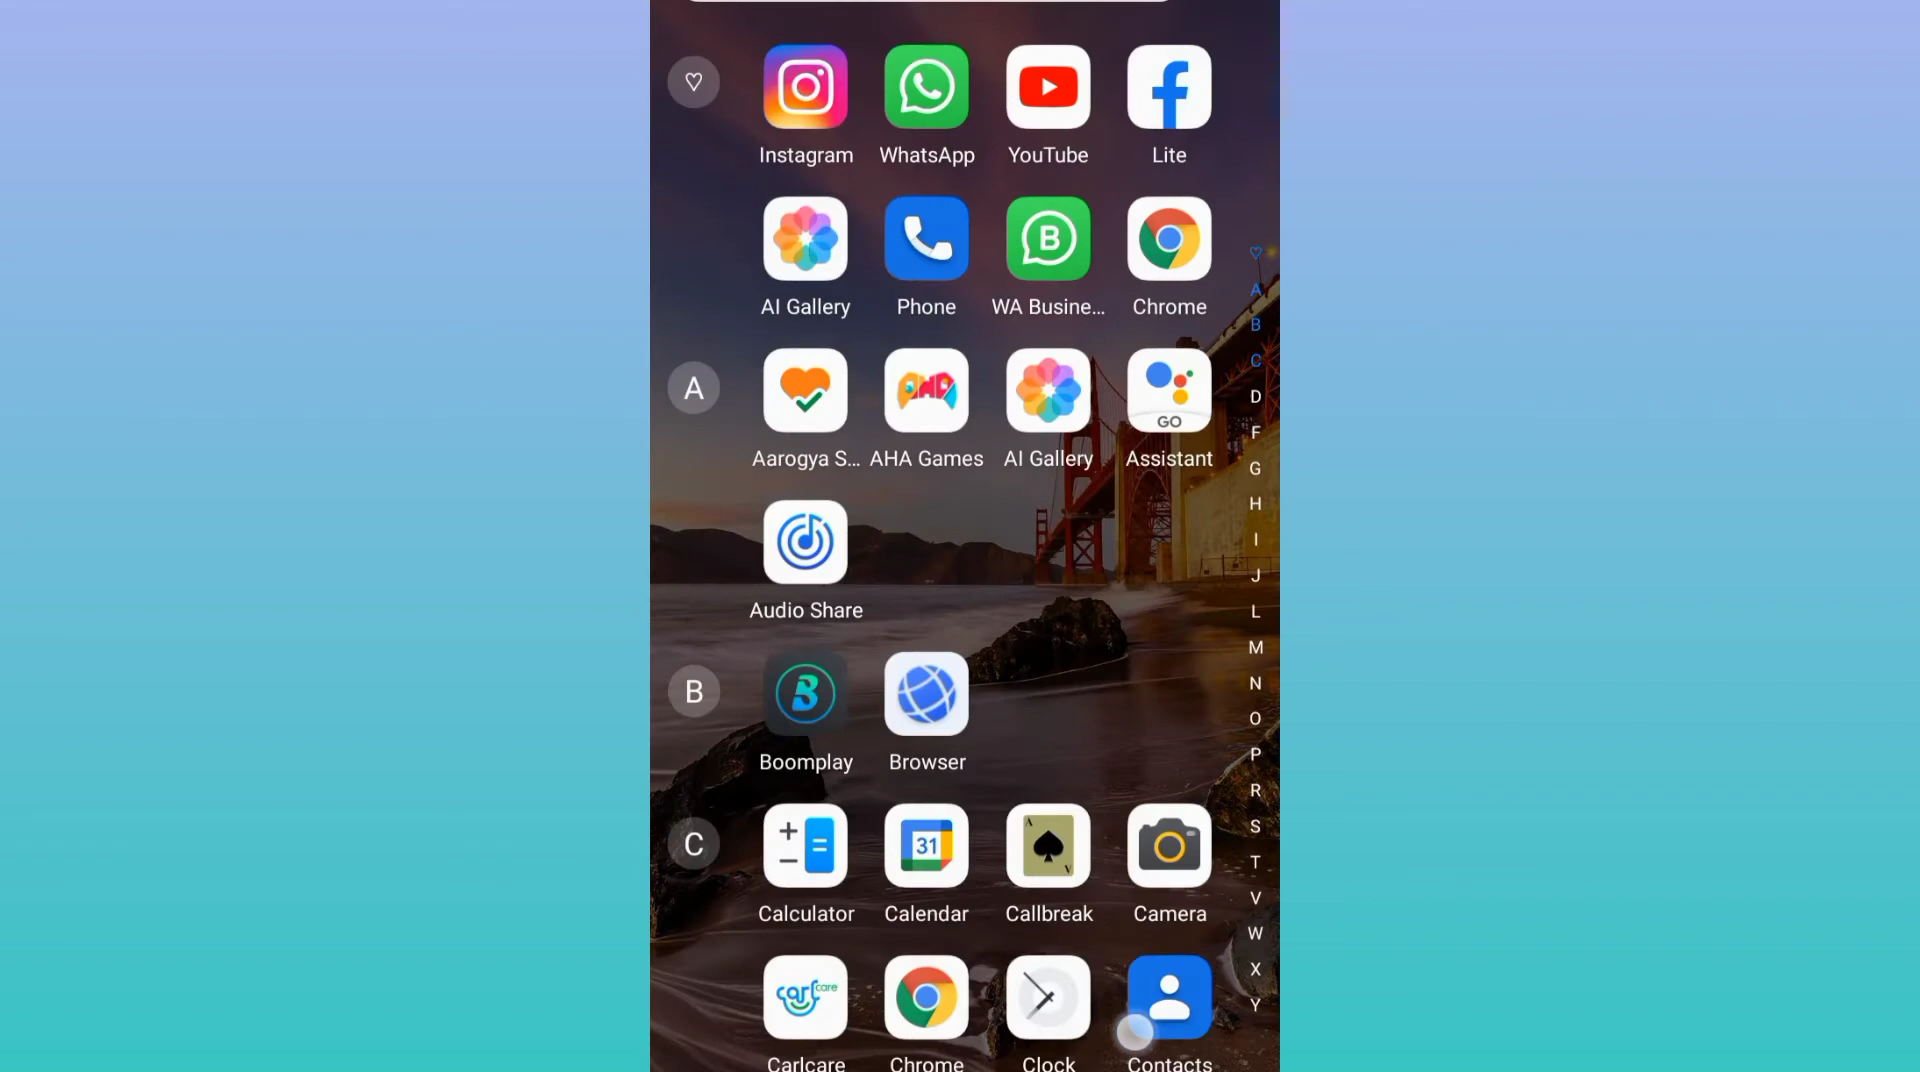 Instagram WhatsApp YouTube Lite
B
AI Gallery Phone WA Busine... Chrome
A
GO
Aarogya S... AHA Games AI Gallery Assistant
Audio Share
B
Boomplay Browser
C
31
A
A
Calculator Calendar Callbreak Camera
carlcare
Carlcare Chrome Clock Contacts
A
B
C
D
F
G
H
I
J
L
M
N
O
P
R
S
T
V
W
X
Y